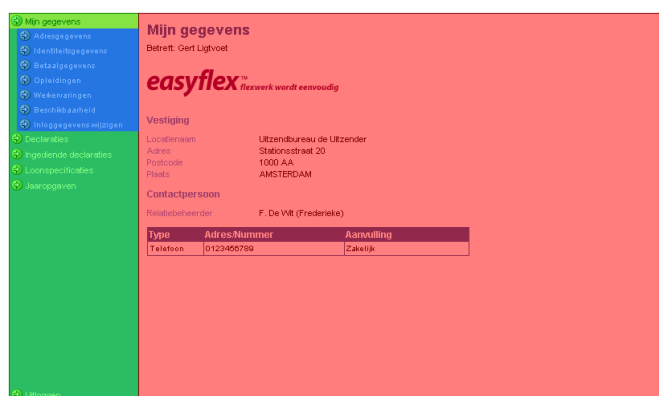 Mijn gegevens
Adresgegevens
Identiteitsgegevens
Betaalgegevens
Opleidingen
Werkervaringen
Beschikbaarheid
Inloggegevens wijzigen
Declaraties
Ingediende declaraties
Loonspecificaties
Jaaropgaven
Uitloggen
Mijn gegevens
Betreft: Gert Ligtvoet
easyflex™
flexwerk wordt eenvoudig
Vestiging
Locatienaam Uitzendbureau de Uitzender
Adres Stationsstraat 20
Postcode 1000 AA
Plaats AMSTERDAM
Contactpersoon
Relatiebeheerder F. De Wit (Frederieke)
Type Adres/Nummer Aanvulling
Telefoon 0123456789 Zakelijk